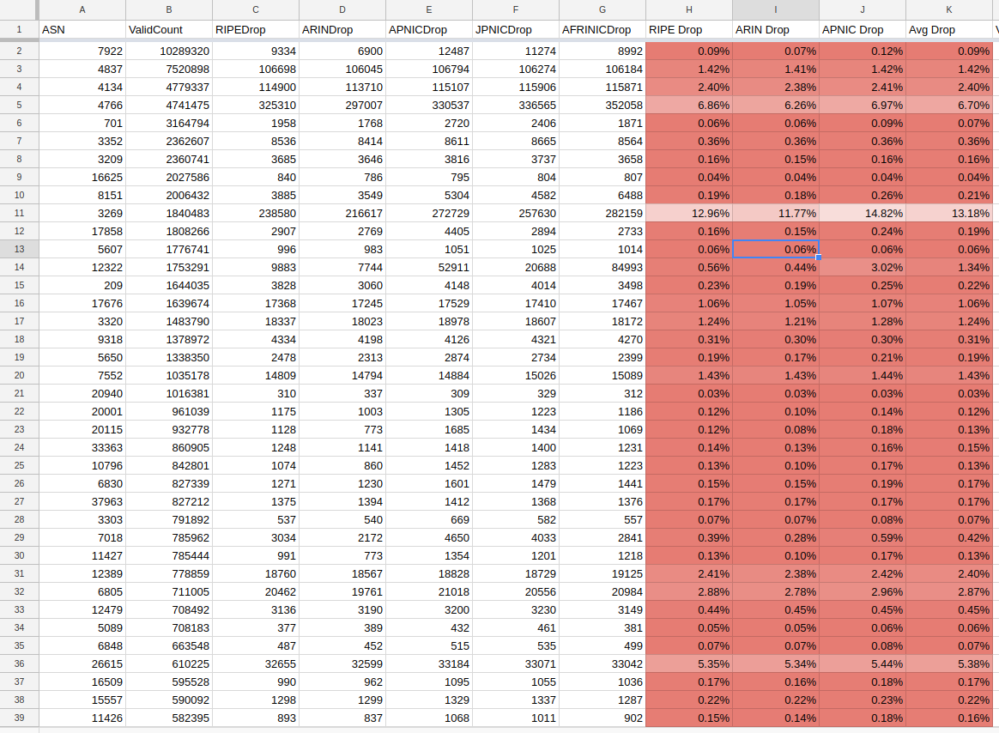 A B C D E F G H I J K
1 ASN ValidCount RIPEDrop ARINDrop APNICDrop JPNICDrop AFRINICDrop RIPE Drop ARIN Drop APNIC Drop Avg Drop
2 7922 10289320 9334 6900 12487 11274 8992 0.09% 0.07% 0.12% 0.09%
3 4837 7520898 106698 106045 106794 106274 106184 1.42% 1.41% 1.42% 1.42%
4 4134 4779337 114900 113710 115107 115906 115871 2.40% 2.38% 2.41% 2.40%
5 4766 4741475 325310 297007 330537 336565 352058 6.86% 6.26% 6.97% 6.70%
6 701 3164794 1958 1768 2720 2406 1871 0.06% 0.06% 0.09% 0.07%
7 3352 2362607 8536 8414 8611 8665 8564 0.36% 0.36% 0.36% 0.36%
8 3209 2360741 3685 3646 3816 3737 3658 0.16% 0.15% 0.16% 0.16%
9 16625 2027586 840 786 795 804 807 0.04% 0.04% 0.04% 0.04%
10 8151 2006432 3885 3549 5304 4582 6488 0.19% 0.18% 0.26% 0.21%
11 3269 1840483 238580 216617 272729 257630 282159 12.96% 11.77% 14.82% 13.18%
12 17858 1808266 2907 2769 4405 2894 2733 0.16% 0.15% 0.24% 0.19%
13 5607 1776741 996 983 1051 1025 1014 0.06% 0.06% 0.06% 0.06%
14 12322 1753291 9883 7744 52911 20688 84993 0.56% 0.44% 3.02% 1.34%
15 209 1644035 3828 3060 4148 4014 3498 0.23% 0.19% 0.25% 0.22%
16 17676 1639674 17368 17245 17529 17410 17467 1.06% 1.05% 1.07% 1.06%
17 3320 1483790 18337 18023 18978 18607 18172 1.24% 1.21% 1.28% 1.24%
18 9318 1378972 4334 4198 4126 4321 4270 0.31% 0.30% 0.30% 0.31%
19 5650 1338350 2478 2313 2874 2734 2399 0.19% 0.17% 0.21% 0.19%
20 7552 1035178 14809 14794 14884 15026 15089 1.43% 1.43% 1.44% 1.43%
21 20940 1016381 310 337 309 329 312 0.03% 0.03% 0.03% 0.03%
22 20001 961039 1175 1003 1305 1223 1186 0.12% 0.10% 0.14% 0.12%
23 20115 932778 1128 773 1685 1434 1069 0.12% 0.08% 0.18% 0.13%
24 33363 860905 1248 1141 1418 1400 1231 0.14% 0.13% 0.16% 0.15%
25 10796 842801 1074 860 1452 1283 1223 0.13% 0.10% 0.17% 0.13%
26 6830 827339 1271 1230 1601 1479 1441 0.15% 0.15% 0.19% 0.17%
27 37963 827212 1375 1394 1412 1368 1376 0.17% 0.17% 0.17% 0.17%
28 3303 791892 537 540 669 582 557 0.07% 0.07% 0.08% 0.07%
29 7018 785962 3034 2172 4650 4033 2841 0.39% 0.28% 0.59% 0.42%
30 11427 785444 991 773 1354 1201 1218 0.13% 0.10% 0.17% 0.13%
31 12389 778859 18760 18567 18828 18729 19125 2.41% 2.38% 2.42% 2.40%
32 6805 711005 20462 19761 21018 20556 20984 2.88% 2.78% 2.96% 2.87%
33 12479 708492 3136 3190 3200 3230 3149 0.44% 0.45% 0.45% 0.45%
34 5089 708183 377 389 432 461 381 0.05% 0.05% 0.06% 0.06%
35 6848 663548 487 452 515 535 499 0.07% 0.07% 0.08% 0.07%
36 26615 610225 32655 32599 33184 33071 33042 5.35% 5.34% 5.44% 5.38%
37 16509 595528 990 962 1095 1055 1036 0.17% 0.16% 0.18% 0.17%
38 15557 590092 1298 1299 1329 1337 1287 0.22% 0.22% 0.23% 0.22%
39 11426 582395 893 837 1068 1011 902 0.15% 0.14% 0.18% 0.16%